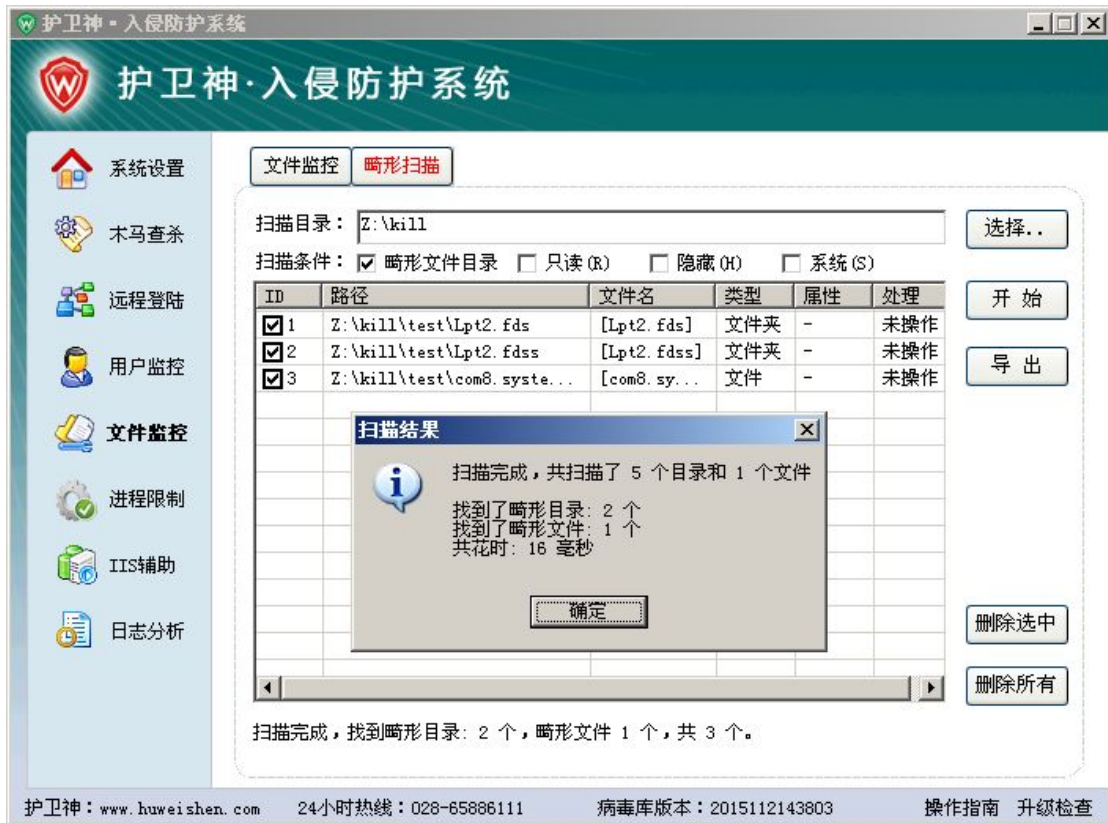 护卫神·入侵防护系统
护卫神·入侵防护系统
系统设置
木马查杀
远程登陆
用户监控
文件监控
进程限制
IIS辅助
日志分析
文件监控 畸形扫描
扫描目录: Z:\kill 选择..
扫描条件: 畸形文件目录 只读(R) 隐藏(H) 系统(S)
ID 路径 文件名 类型 属性 处理 开 始
1 Z:\kill\test\Lpt2.fds [Lpt2.fds] 文件夹 - 未操作
2 Z:\kill\test\Lpt2.fdss [Lpt2.fdss] 文件夹 - 未操作
导 出
3 Z:\kill\test\com8.syste... [com8.sy... 文件 - 未操作
扫描结果
扫描完成，共扫描了 5 个目录和 1 个文件
找到了畸形目录: 2 个
找到了畸形文件: 1 个
共花时: 16 毫秒
确定
删除选中
删除所有
扫描完成，找到畸形目录: 2 个，畸形文件 1 个，共 3 个。
护卫神：www.huweishen.com 24小时热线：028-65886111 病毒库版本：2015112143803 操作指南 升级检查